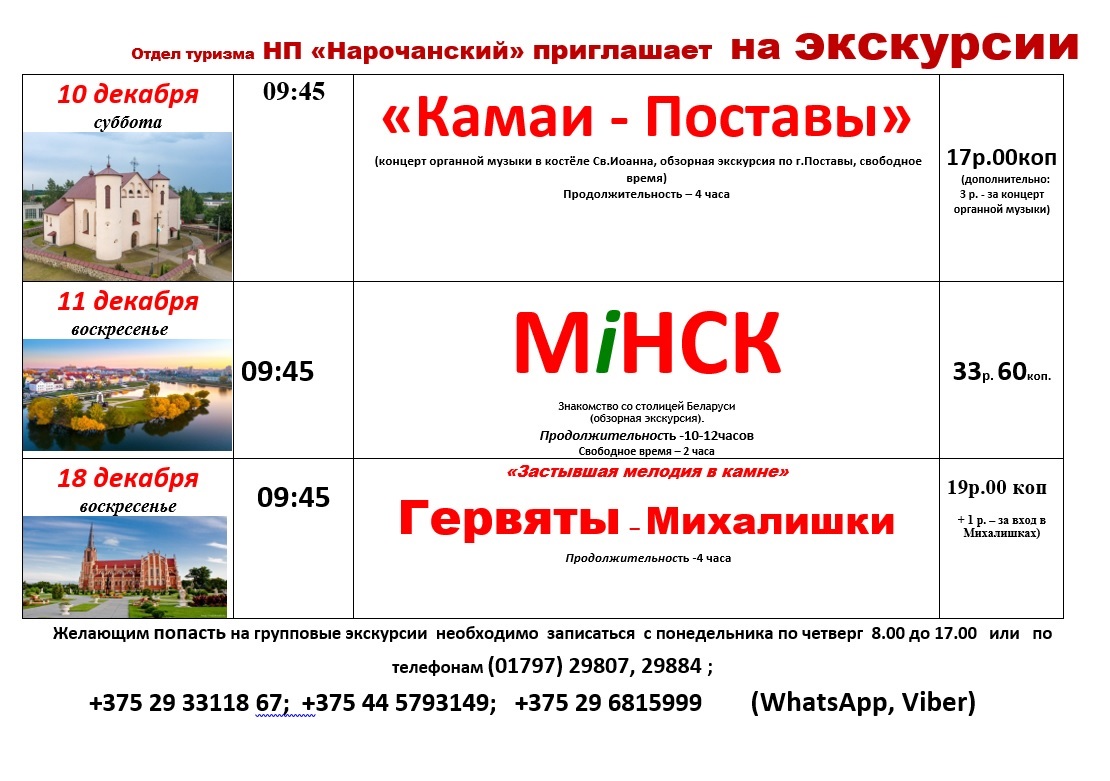 Отдел туризма НП «Нарочанский» приглашает на экскурсии
10 декабря
суббота
09:45
«Камаи - Поставы»
(концерт органной музыки в костёле Св.Иоанна, обзорная экскурсия по г.Поставы, свободное
время)
Продолжительность – 4 часа
17р.00коп
(дополнительно:
3 р. - за концерт
органной музыки)
11 декабря
воскресенье
09:45
МіНСК
Знакомство со столицей Беларуси
(обзорная экскурсия).
Продолжительность -10-12часов
Свободное время – 2 часа
33р. 60коп.
18 декабря
воскресенье
09:45
«Застывшая мелодия в камне»
Гервяты – Михалишки
Продолжительность -4 часа
19р.00 коп
+ 1 р. – за вход в
Михалишках)
Желающим попасть на групповые экскурсии необходимо записаться с понедельника по четверг 8.00 до 17.00 или по
телефонам (01797) 29807, 29884 ;
+375 29 33118 67; +375 44 5793149; +375 29 6815999 (WhatsApp, Viber)